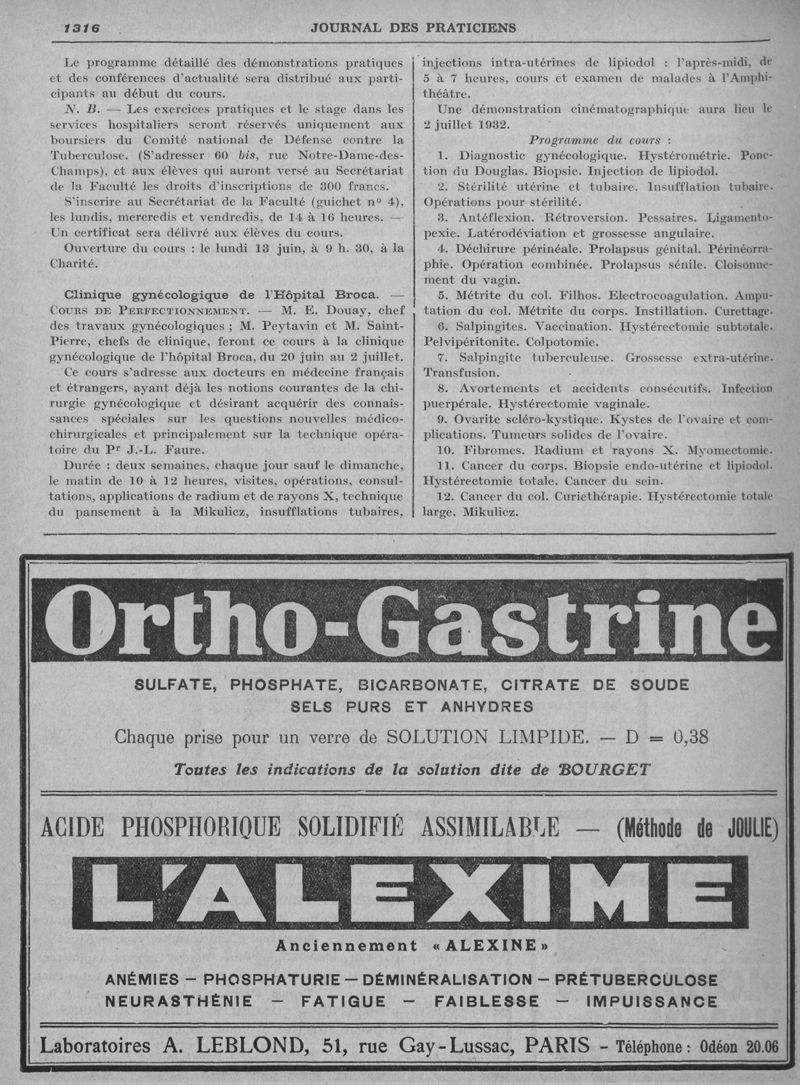 1316
JOURNAL DES PRATICIENS
Le programme détaillé des démonstrations pratiques
et des conférences d'actualité sera distribué aux parti-
cipants au début du cours.
N. B. — Les exercices pratiques et le stage dans les
services hospitaliers seront réservés uniquement aux
boursiers du Comité national de Défense contre la
Tuberculose. (S'adresser 60 bis, rue Notre-Dame-des-
Champs), et aux élèves qui auront versé au Secrétariat
de la Faculté les droits d'inscriptions de 300 francs.
S'inscrire au Secrétariat de la Faculté (guichet n° 4),
les lundis, mercredis et vendredis, de 14 à 16 heures. —
Un certificat sera délivré aux élèves du cours.
Ouverture du cours : le lundi 13 juin, à 9 h. 30, à la
Charité.
Clinique gynécologique de l'Hôpital Broca. —
COURS DE PERFECTIONNEMENT. — M. E. Douay, chef
des travaux gynécologiques ; M. Peytavin et M. Saint-
Pierre, chefs de clinique, feront ce cours à la clinique
gynécologique de l'hôpital Broca, du 20 juin au 2 juillet.
Ce cours s'adresse aux docteurs en médecine français
et étrangers, ayant déjà les notions courantes de la chi-
rurgie gynécologique et désirant acquérir des connais-
sances spéciales sur les questions nouvelles médico-
chirurgicales et principalement sur la technique opéra-
toire du Pr J.-L. Faure.
Durée : deux semaines, chaque jour sauf le dimanche,
le matin de 10 à 12 heures, visites, opérations, consul-
tations, applications de radium et de rayons X, technique
du pansement à la Mikulicz, insufflations tubaires,
injections intra-utérines de lipiodol : l'après-midi, de
5 à 7 heures, cours et examen de malades à l'Amphi-
théâtre.
Une démonstration cinématographique aura lieu le
2 juillet 1932.
Programme du cours :
1. Diagnostic gynécologique. Hystérométrie. Ponc-
tion du Douglas. Biopsie. Injection de lipiodol.
2. Stérilité utérine et tubaire. Insufflation tubaire.
Opérations pour stérilité.
3. Antéflexion. Rétroversion. Pessaires. Ligamento-
pexie. Latérodéviation et grossesse angulaire.
4. Déchirure périnéale. Prolapsus génital. Périnéorra-
phie. Opération combinée. Prolapsus sénile. Cloisonne-
ment du vagin.
5. Métrite du col. Filhos. Electrocoagulation. Ampu-
tation du col. Métrite du corps. Instillation. Curettage.
6. Salpingites. Vaccination. Hystérectomie subtotale.
Pelvipéritonite. Colpotomie.
7. Salpingite tuberculeuse. Grossesse extra-utérine.
Transfusion.
8. Avortements et accidents consécutifs. Infection
puerpérale. Hystérectomie vaginale.
9. Ovarite scléro-kystique. Kystes de l'ovaire et com-
plications. Tumeurs solides de l'ovaire.
10. Fibromes. Radium et rayons X. Myomectomie.
11. Cancer du corps. Biopsie endo-utérine et lipiodol.
Hystérectomie totale. Cancer du sein.
12. Cancer du col. Curiethérapie. Hystérectomie totale
large. Mikulicz.
Ortho-Gastrine
SULFATE, PHOSPHATE, BICARBONATE, CITRATE DE SOUDE
SELS PURS ET ANHYDRES
Chaque prise pour un verre de SOLUTION LIMPIDE. — D = 0,38
Toutes les indications de la solution dite de BOURGET
ACIDE PHOSPHORIQUE SOLIDIFIÉ ASSIMILABLE — (Méthode de JOULIE)
L'ALEXIME
Anciennement « ALEXINE »
ANÉMIES — PHOSPHATURIE — DÉMINÉRALISATION — PRÉTUBERCULOSE
NEURASTHÉNIE — FATIGUE — FAIBLESSE — IMPUISSANCE
Laboratoires A. LEBLOND, 51, rue Gay-Lussac, PARIS - Téléphone : Odéon 20.06